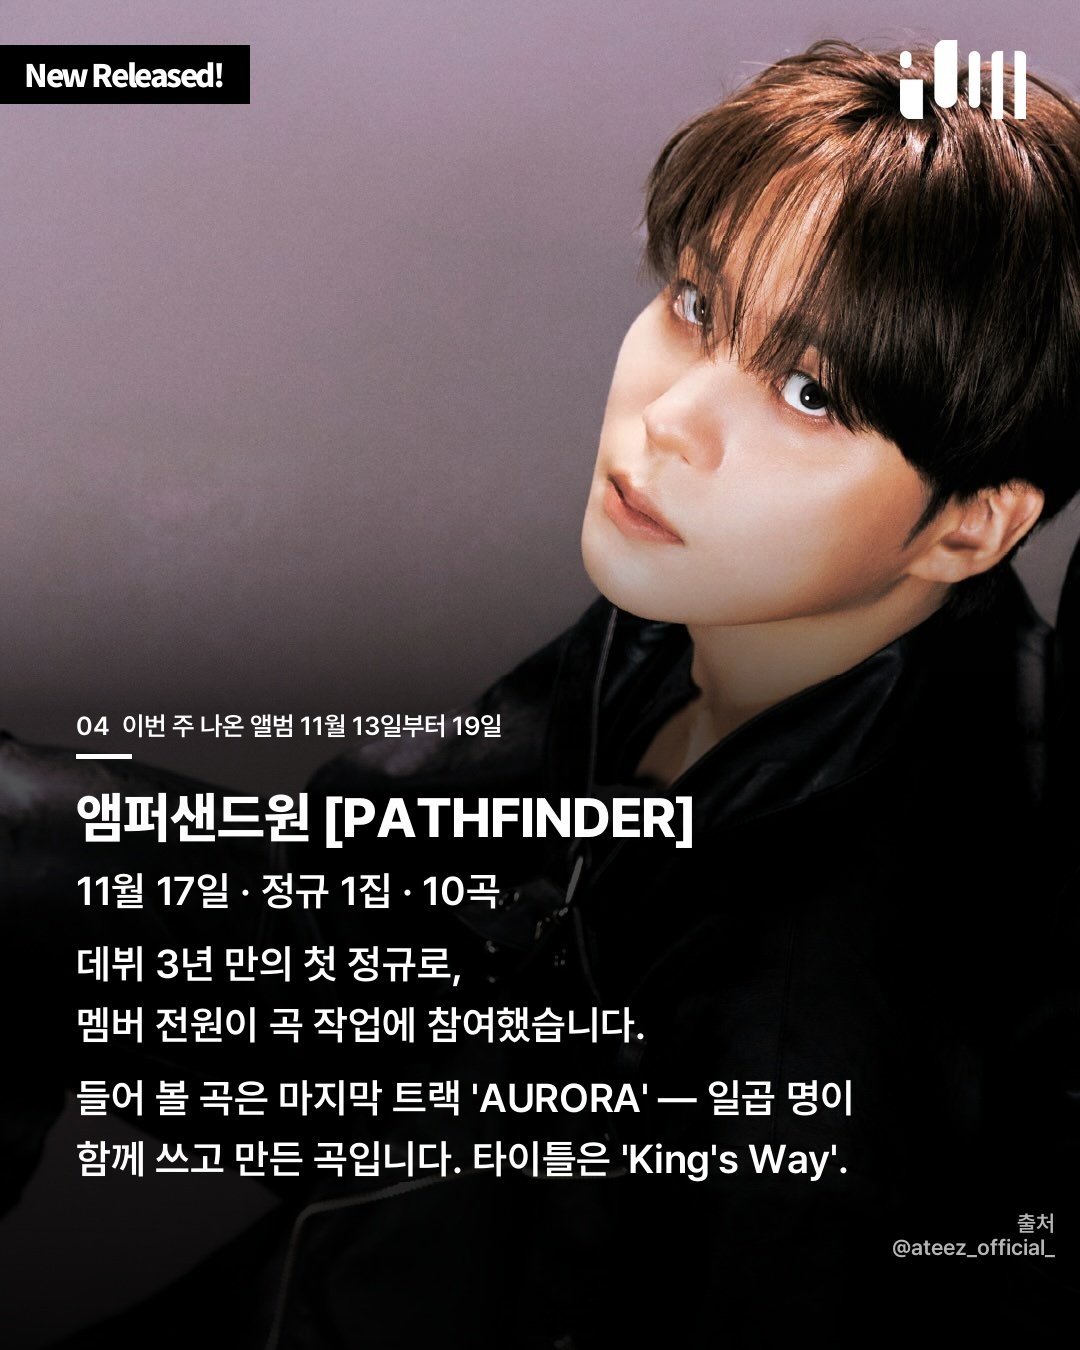 New Released!
04 이번 주 나온 앨범 11월 13일부터 19일
앰퍼샌드원 [PATHFINDER]
11월 17일 · 정규 1집 · 10곡
데뷔 3년 만의 첫 정규로,
멤버 전원이 곡 작업에 참여했습니다.
들어 볼 곡은 마지막 트랙 'AURORA' — 일곱 명이
함께 쓰고 만든 곡입니다. 타이틀은 'King's Way'.
출처
@ateez_official_